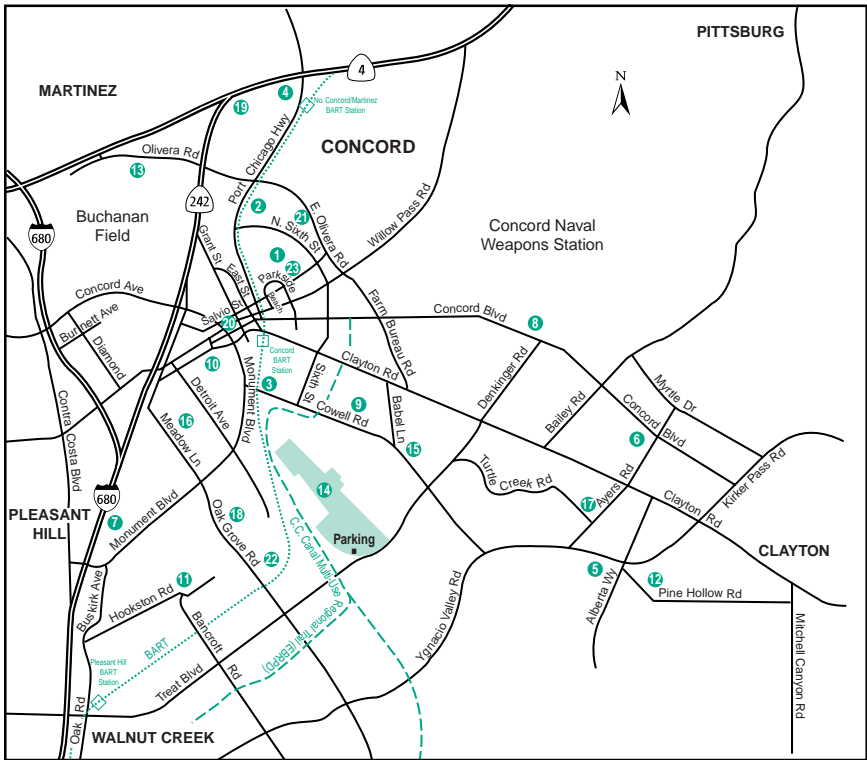 PITTSBURG
MARTINEZ
4
N
19
4
No. Concord/Martinez
BART Station
CONCORD
Port Chicago Hwy
Olivera Rd
13
242
680
Buchanan
Field
2
21
N. Sixth St
E. Olivera Rd
Willow Pass Rd
Concord Naval
Weapons Station
Grant St
East St
1
23
Parkside
Beach
Concord Ave
Burnett Ave
Diamond
Salvio St
20
10
Concord
BART
Station
Farm Bureau Rd
Concord Blvd
8
Clayton Rd
Sixth St
Denkinger Rd
Bailey Rd
Myrtle Dr
Concord Blvd
6
Kirker Pass Rd
Contra Costa Blvd
Detroit Ave
Monument Blvd
3
9
Cowell Rd
Babel Ln
15
16
Meadow Ln
Turtle
Creek Rd
17
Ayers Rd
Clayton Rd
CLAYTON
680
PLEASANT
HILL
7
Monument Blvd
18
Oak Grove Rd
22
14
Parking
C.C. Canal Multi-Use Regional Trail (EBRPD)
5
Alberta Wy
12
Pine Hollow Rd
Mitchell Canyon Rd
Buskirk Ave
Hookston Rd
11
Bancroft
Rd
BART
Pleasant Hill
BART
Station
Treat Blvd
Ygnacio Valley Rd
Oak Rd
WALNUT CREEK